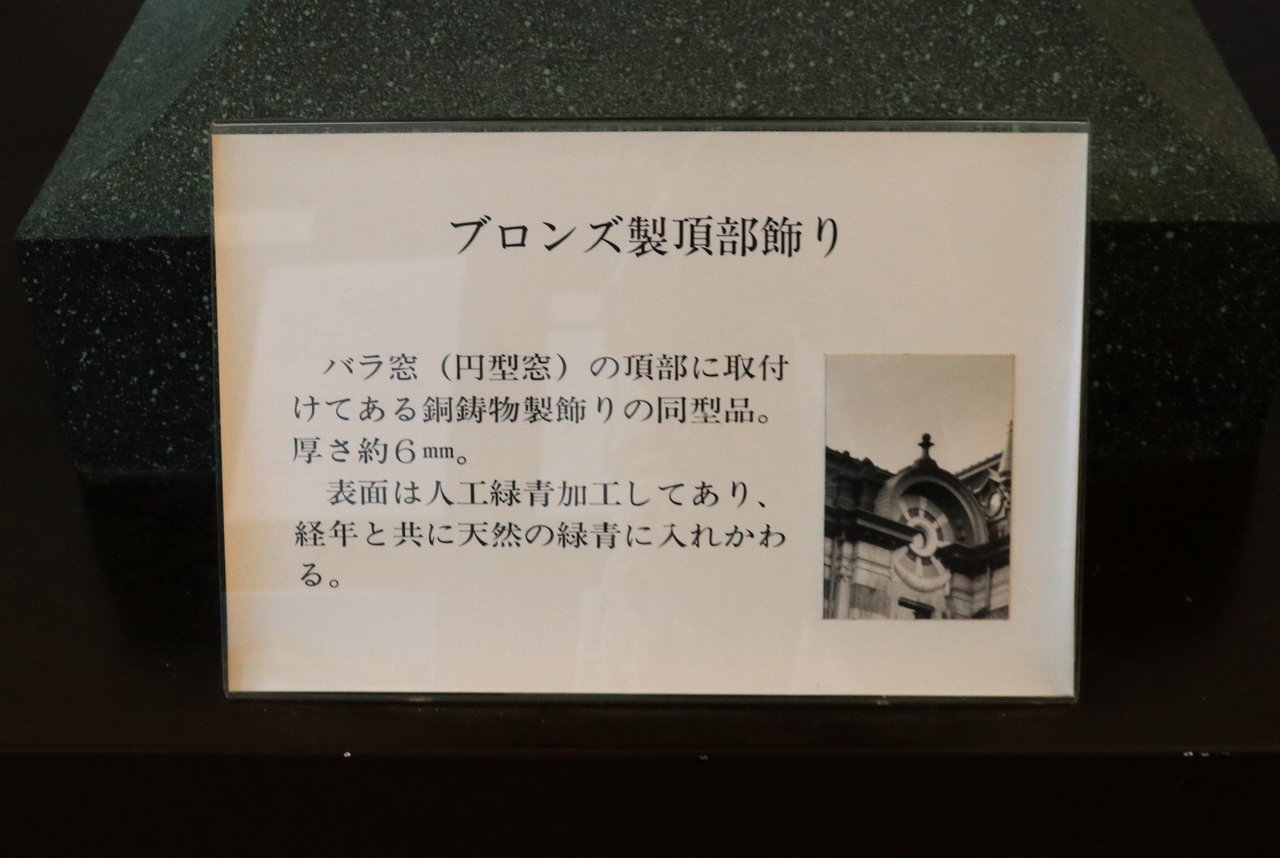 ブロンズ製頂部飾り
バラ窓（円型窓）の頂部に取付
けてある銅鋳物製飾りの同型品。
厚さ約６㎜。
表面は人工緑青加工してあり、
経年と共に天然の緑青に入れかわ
る。